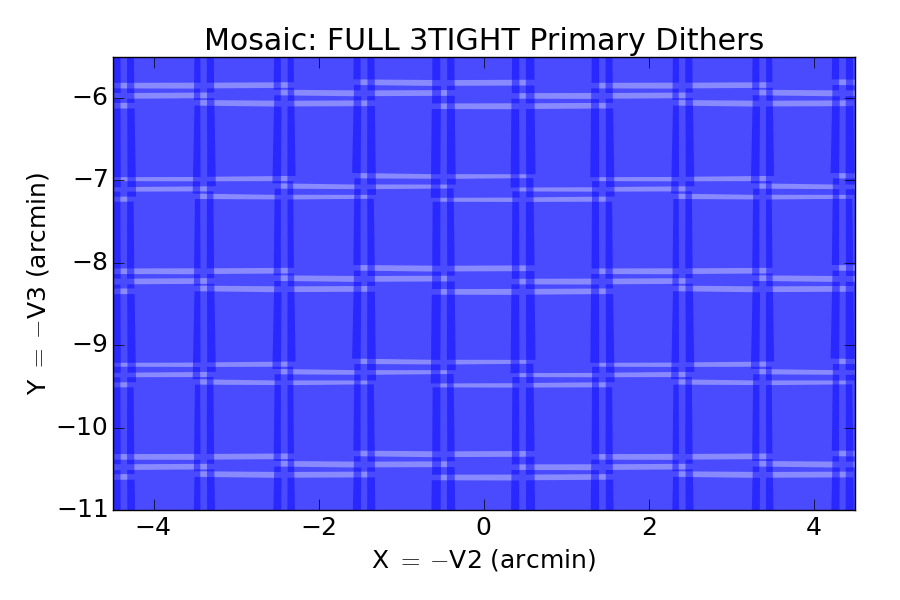 Mosaic: FULL 3TIGHT Primary Dithers
−6
−7
−8
−9
−10
−11
Y = −V3 (arcmin)
−4 −2 0 2 4
X = −V2 (arcmin)